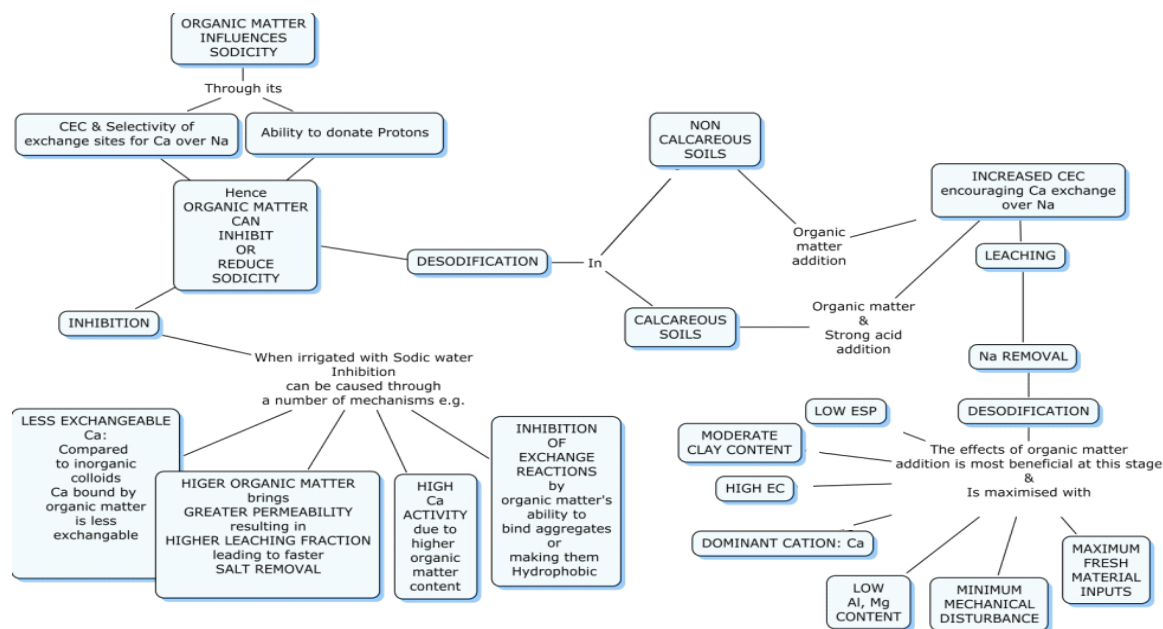 ORGANIC MATTER
INFLUENCES
SODICITY
Through its
CEC & Selectivity of
exchange sites for Ca over Na
Ability to donate Protons
Hence
ORGANIC MATTER
CAN
INHIBIT
OR
REDUCE
SODICITY
DESODIFICATION
In
NON
CALCAREOUS
SOILS
CALCAREOUS
SOILS
Organic
matter
addition
Organic matter
&
Strong acid
addition
INCREASED CEC
encouraging Ca exchange
over Na
LEACHING
Na REMOVAL
DESODIFICATION
The effects of organic matter
addition is most beneficial at this stage
&
Is maximised with
LOW ESP
MODERATE
CLAY CONTENT
HIGH EC
DOMINANT CATION: Ca
LOW
Al, Mg
CONTENT
MINIMUM
MECHANICAL
DISTURBANCE
MAXIMUM
FRESH
MATERIAL
INPUTS
INHIBITION
When irrigated with Sodic water
Inhibition
can be caused through
a number of mechanisms e.g.
LESS EXCHANGEABLE
Ca:
Compared
to inorganic
colloids
Ca bound by
organic matter
is less
exchangable
HIGER ORGANIC MATTER
brings
GREATER PERMEABILITY
resulting in
HIGHER LEACHING FRACTION
leading to faster
SALT REMOVAL
HIGH
Ca
ACTIVITY
due to
higher
organic
matter
content
INHIBITION
OF
EXCHANGE
REACTIONS
by
organic matter's
ability to
bind aggregates
or
making them
Hydrophobic